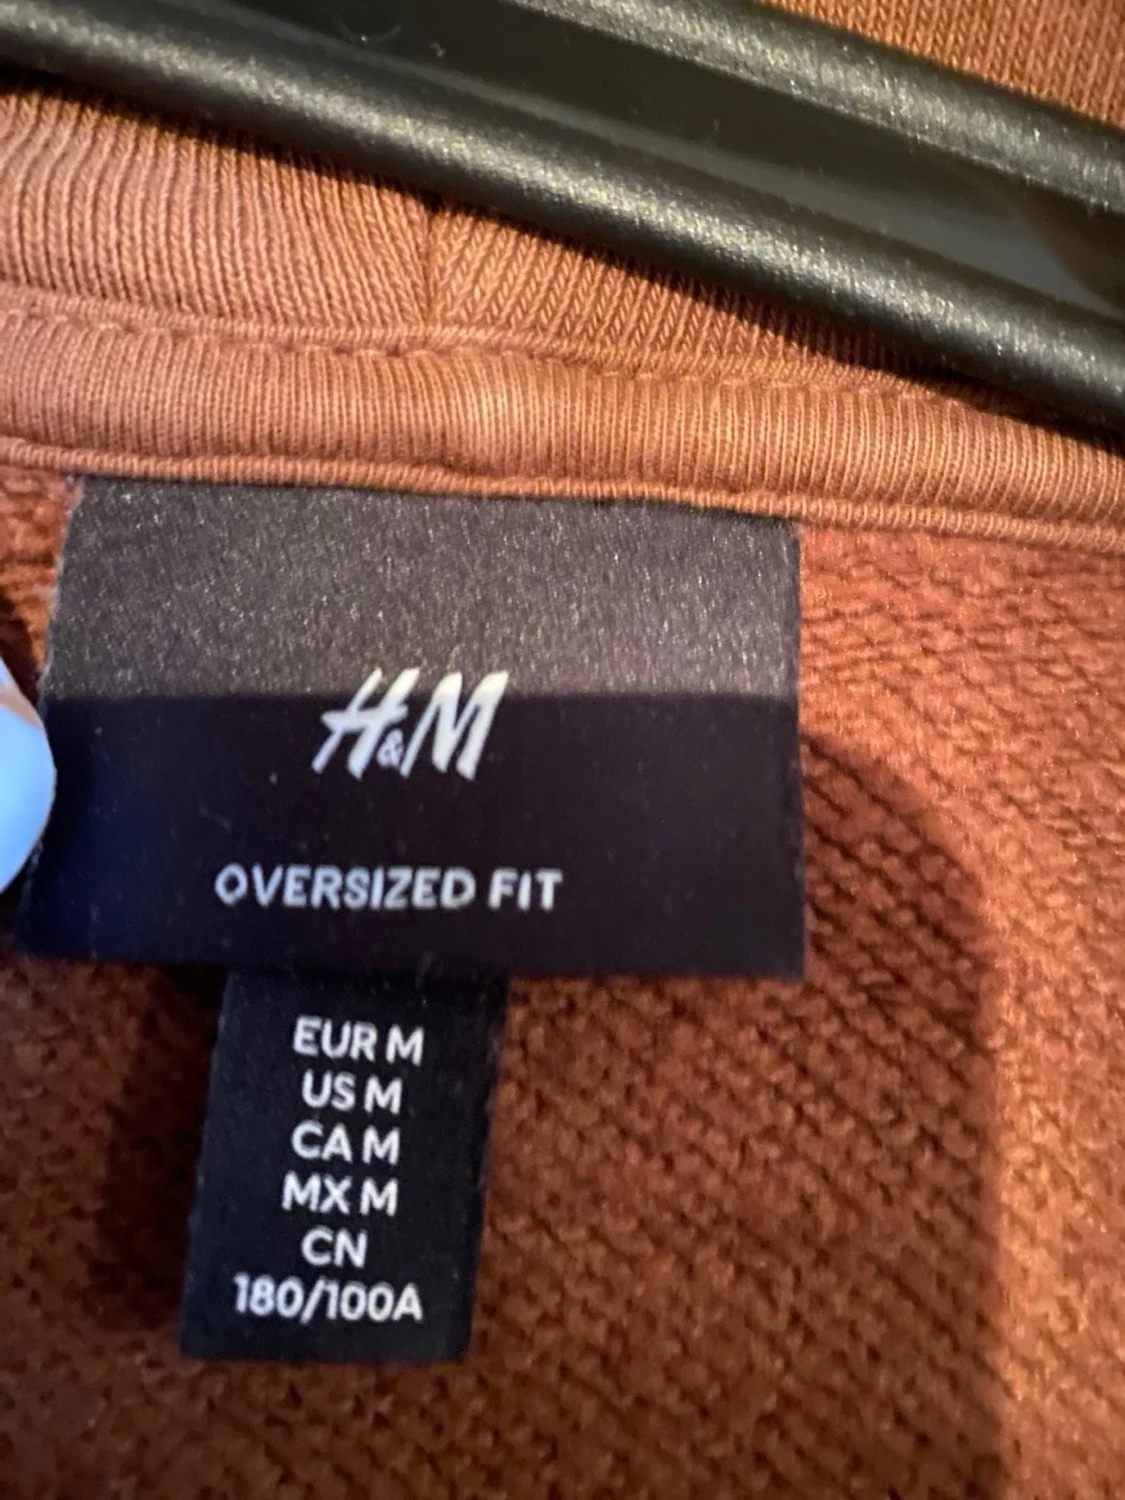 H&M
OVERSIZED FIT
EUR M
US M
CA M
MX M
CN
180/100A